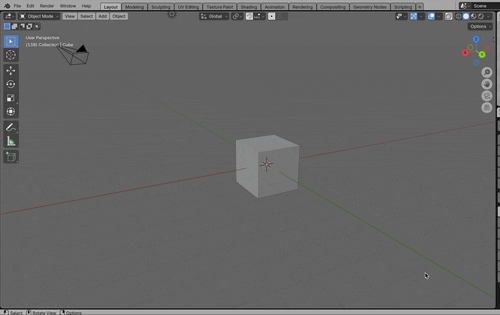 File Edit Render Window Help Layout Modeling Sculpting UV Editing Texture Paint Shading Animation Rendering Compositing Geometry Nodes Scripting + Scene
Object Mode View Select Add Object Global
Options
User Perspective
(118) Collection | Cube
Select Rotate View Options